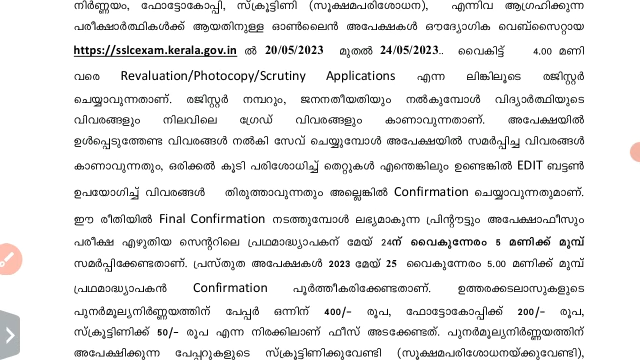 നിർണ്ണയം, ഫോട്ടോകോപ്പി, സ്ക്രൂട്ടിണി (സൂക്ഷമപരിശോധന), എന്നിവ ആഗ്രഹിക്കുന്ന
പരീക്ഷാർത്ഥികൾക്ക് ആയതിനുള്ള ഓൺലൈൻ അപേക്ഷകൾ ഔദ്യോഗിക വെബ്സൈറ്റായ
https://sslcexam.kerala.gov.in ൽ 20/05/2023 മുതൽ 24/05/2023.. വൈകിട്ട് 4.00 മണി
വരെ Revaluation/Photocopy/Scrutiny Applications എന്ന ലിങ്കിലൂടെ രജിസ്റ്റർ
ചെയ്യാവുന്നതാണ്. രജിസ്റ്റർ നമ്പറും, ജനനതീയതിയും നൽകുമ്പോൾ വിദ്യാർത്ഥിയുടെ
വിവരങ്ങളും നിലവിലെ ഗ്രേഡ് വിവരങ്ങളും കാണാവുന്നതാണ്. അപേക്ഷയിൽ
ഉൾപ്പെടുത്തേണ്ട വിവരങ്ങൾ നൽകി സേവ് ചെയ്യുമ്പോൾ അപേക്ഷയിൽ സമർപ്പിച്ച വിവരങ്ങൾ
കാണാവുന്നതും, ഒരിക്കൽ കൂടി പരിശോധിച്ച് തെറ്റുകൾ എന്തെങ്കിലും ഉണ്ടെങ്കിൽ EDIT ബട്ടൺ
ഉപയോഗിച്ച് വിവരങ്ങൾ തിരുത്താവുന്നതും അല്ലെങ്കിൽ Confirmation ചെയ്യാവുന്നതുമാണ്.
ഈ രീതിയിൽ Final Confirmation നടത്തുമ്പോൾ ലഭ്യമാകുന്ന പ്രിന്റൗട്ടും അപേക്ഷാഫീസും
പരീക്ഷ എഴുതിയ സെന്ററിലെ പ്രഥമാദ്ധ്യാപകന് മേയ് 24ന് വൈകുന്നേരം 5 മണിക്ക് മുമ്പ്
സമർപ്പിക്കേണ്ടതാണ്. പ്രസ്തുത അപേക്ഷകൾ 2023 മേയ് 25 വൈകുന്നേരം 5.00 മണിക്ക് മുമ്പ്
പ്രഥമാദ്ധ്യാപകൻ Confirmation പൂർത്തീകരിക്കേണ്ടതാണ്. ഉത്തരക്കടലാസുകളുടെ
പുനർമൂല്യനിർണ്ണയത്തിന് പേപ്പർ ഒന്നിന് 400/- രൂപ, ഫോട്ടോകോപ്പിക്ക് 200/- രൂപ,
സ്ക്രൂട്ടിണിക്ക് 50/- രൂപ എന്ന നിരക്കിലാണ് ഫീസ് അടക്കേണ്ടത്. പുനർമൂല്യനിർണ്ണയത്തിന്
അപേക്ഷിക്കുന്ന പേപ്പറുകളുടെ സ്ക്രൂട്ടിണിക്കുവേണ്ടി (സൂക്ഷമപരിശോധനയ്ക്കുവേണ്ടി),